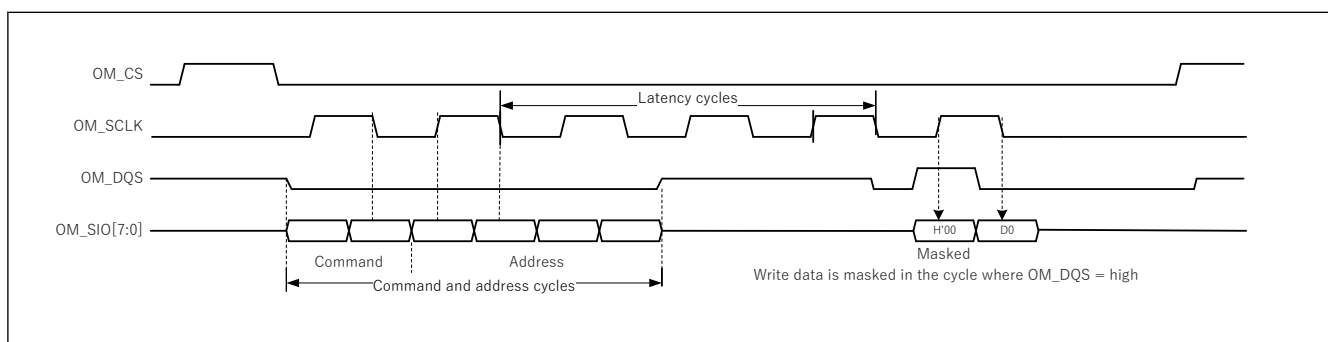 OM_CS
Latency cycles
OM_SCLK
OM_DQS
OM_SIO[7:0]
H'00
D0
Command
Address
Masked
Write data is masked in the cycle where OM_DQS = high
Command and address cycles